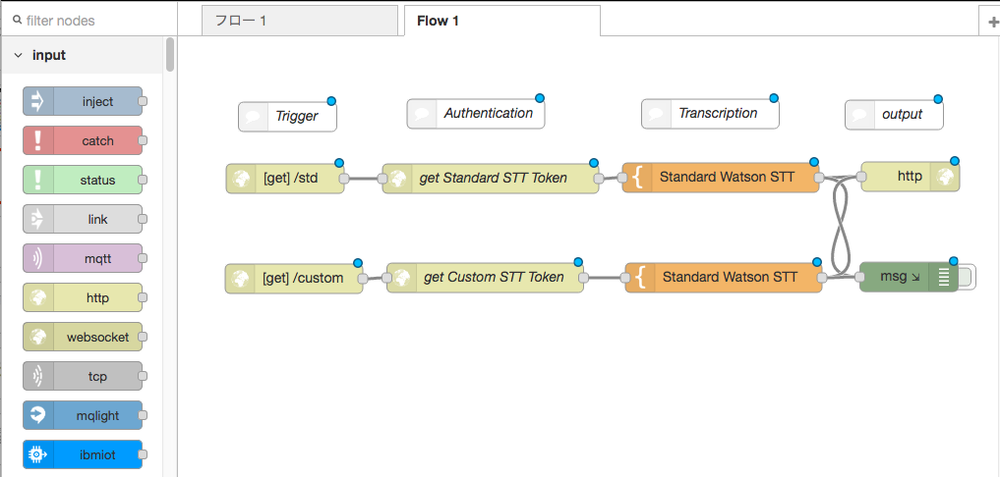 filter nodes
フロー 1
Flow 1
+
input
inject
catch
status
link
mqtt
http
websocket
tcp
mqlight
ibmiot
Trigger
Authentication
Transcription
output
[get] /std
get Standard STT Token
Standard Watson STT
http
[get] /custom
get Custom STT Token
Standard Watson STT
msg